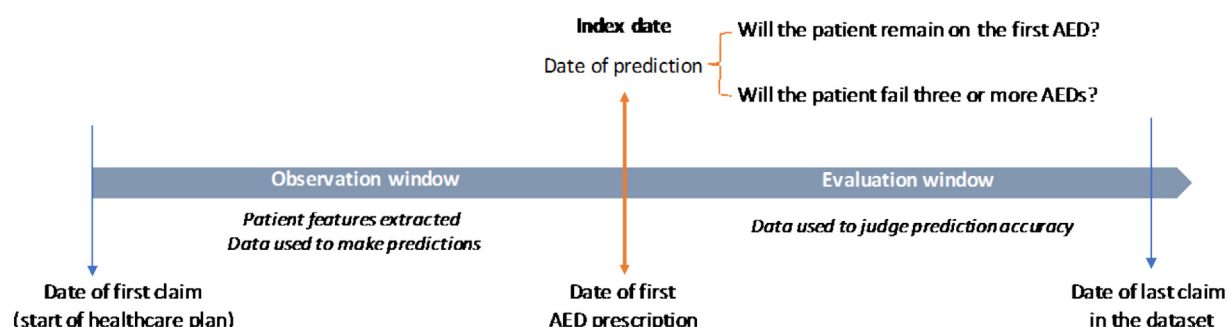 Index date
Date of prediction
Will the patient remain on the first AED?
Will the patient fail three or more AEDs?
Observation window
Evaluation window
Patient features extracted
Data used to make predictions
Data used to judge prediction accuracy
Date of first claim
(start of healthcare plan)
Date of first
AED prescription
Date of last claim
in the dataset